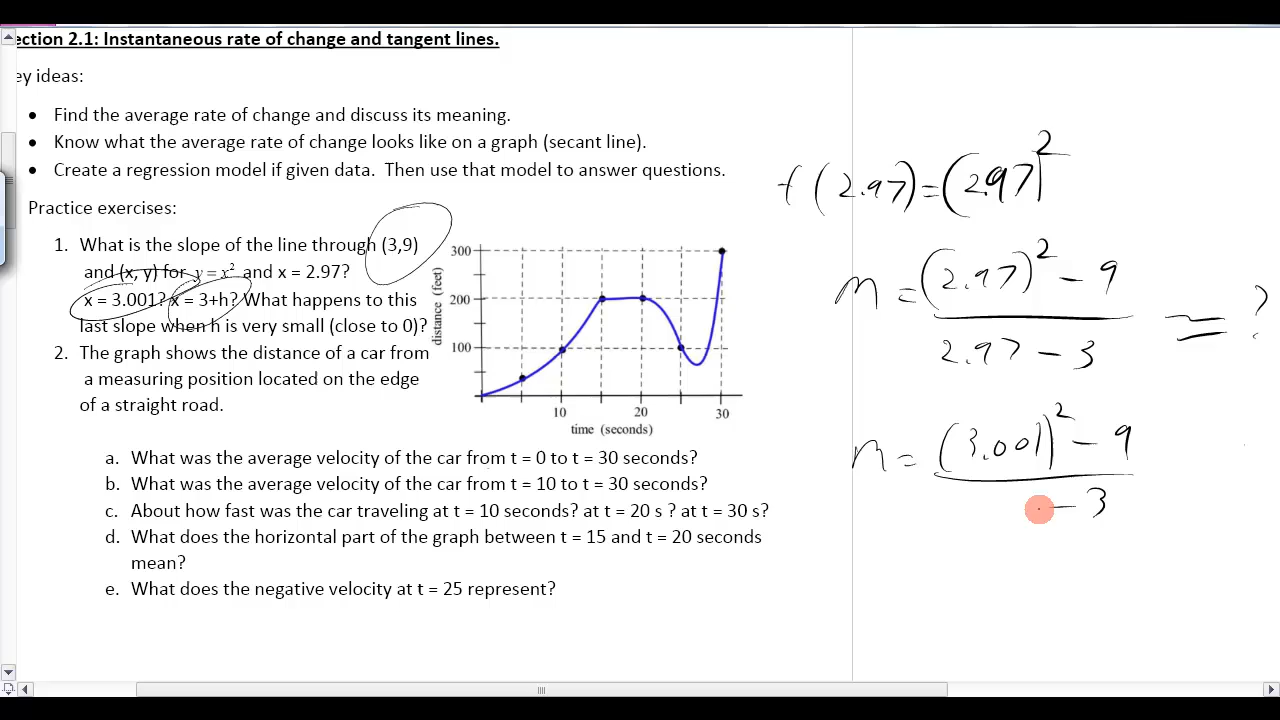 ection 2.1: Instantaneous rate of change and tangent lines.
ey ideas:
• Find the average rate of change and discuss its meaning.
• Know what the average rate of change looks like on a graph (secant line).
• Create a regression model if given data. Then use that model to answer questions.
Practice exercises:
1. What is the slope of the line through (3,9)
and (x, y) for y = x² and x = 2.97?
x = 3.001? x = 3+h? What happens to this
last slope when h is very small (close to 0)?
2. The graph shows the distance of a car from
a measuring position located on the edge
of a straight road.
300
200
100
distance (feet)
10 20 30
time (seconds)
a. What was the average velocity of the car from t = 0 to t = 30 seconds?
b. What was the average velocity of the car from t = 10 to t = 30 seconds?
c. About how fast was the car traveling at t = 10 seconds? at t = 20 s ? at t = 30 s?
d. What does the horizontal part of the graph between t = 15 and t = 20 seconds
mean?
e. What does the negative velocity at t = 25 represent?
f(2.97) = (2.97)²
m = (2.97)² - 9
2.97 - 3
≅ ?
m = (3.001)² - 9
- 3